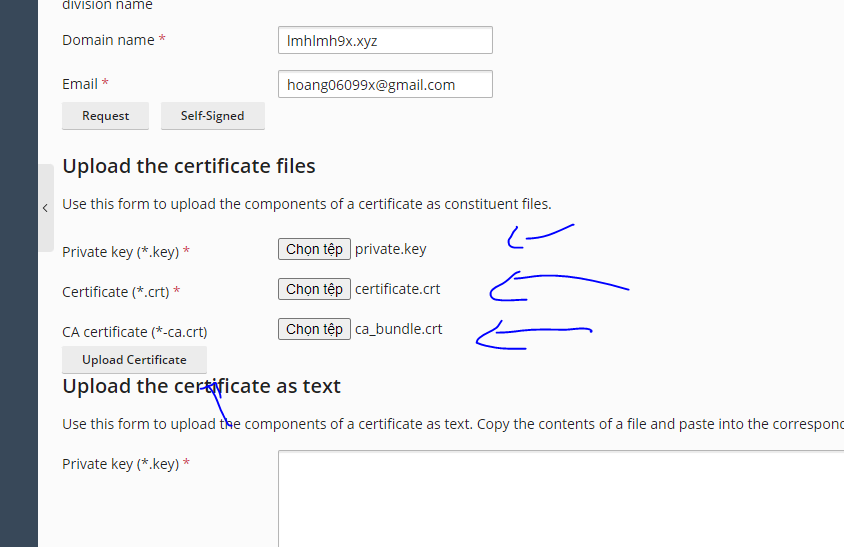 division name
Domain name *
lmhlmh9x.xyz
Email *
hoang06099x@gmail.com
Request
Self-Signed
Upload the certificate files
Use this form to upload the components of a certificate as constituent files.
Private key (*.key) *
Chọn tệp private.key
Certificate (*.crt) *
Chọn tệp certificate.crt
CA certificate (*-ca.crt)
Chọn tệp ca_bundle.crt
Upload Certificate
Upload the certificate as text
Use this form to upload the components of a certificate as text. Copy the contents of a file and paste into the correspond
Private key (*.key) *